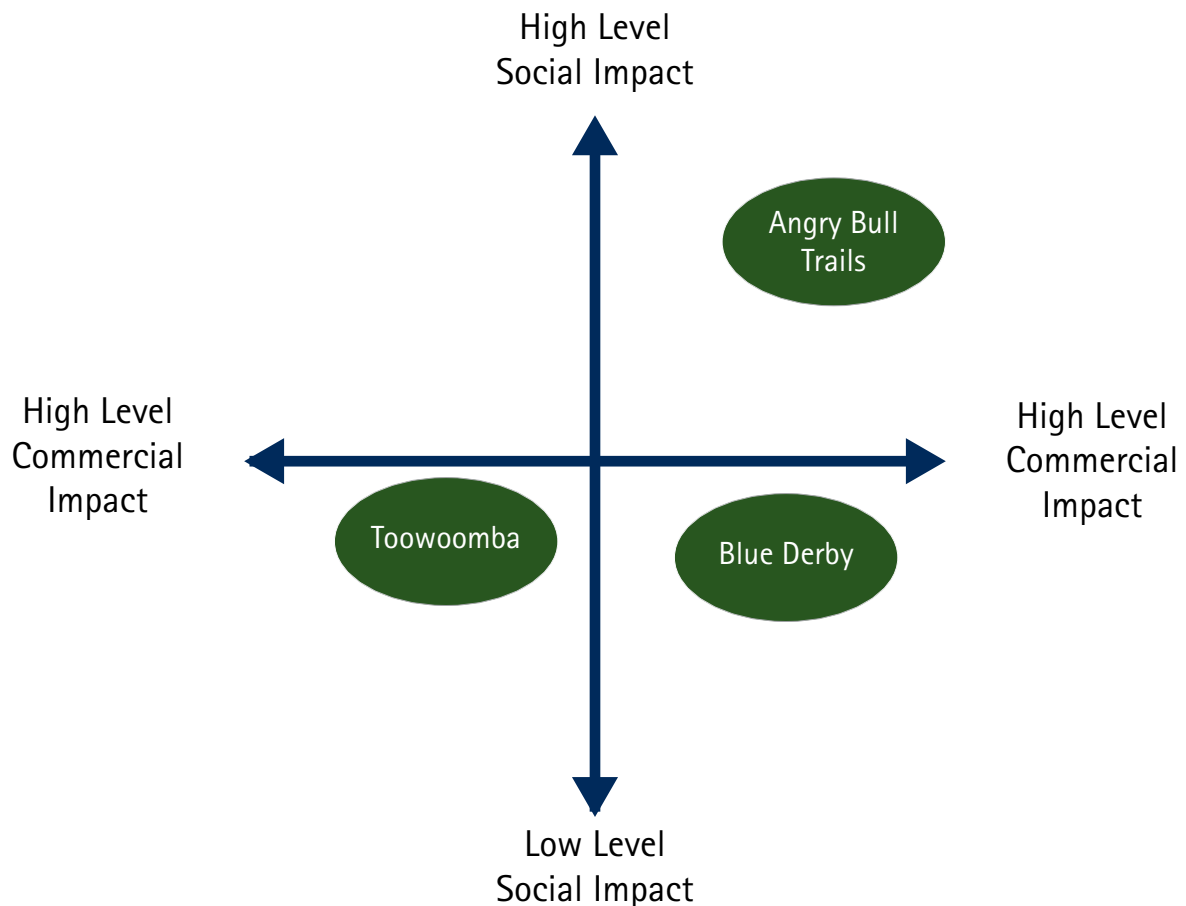 High Level
Social Impact
Angry Bull
Trails
High Level
Commercial
Impact
High Level
Commercial
Impact
Toowoomba
Blue Derby
Low Level
Social Impact